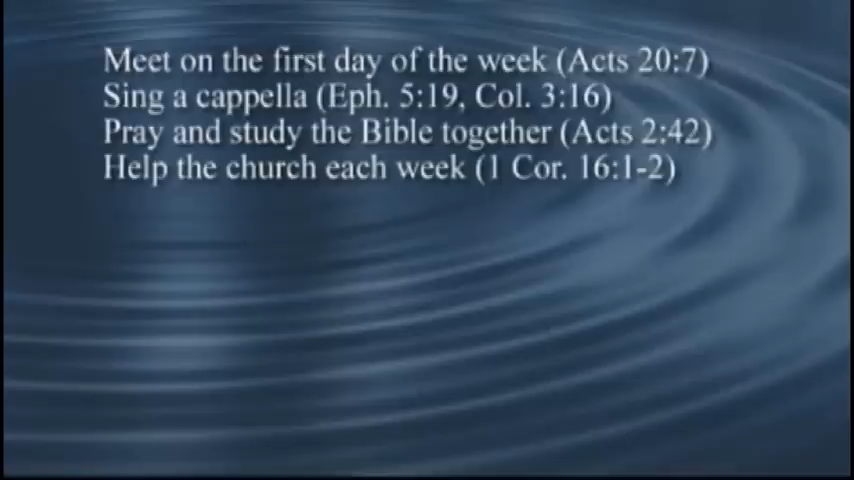 Meet on the first day of the week (Acts 20:7)
Sing a cappella (Eph. 5:19, Col. 3:16)
Pray and study the Bible together (Acts 2:42)
Help the church each week (1 Cor. 16:1-2)